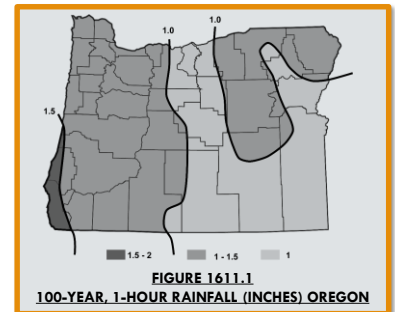 1.0
1.0
1.5
1.5 - 2
1 - 1.5
1
FIGURE 1611.1
100-YEAR, 1-HOUR RAINFALL (INCHES) OREGON